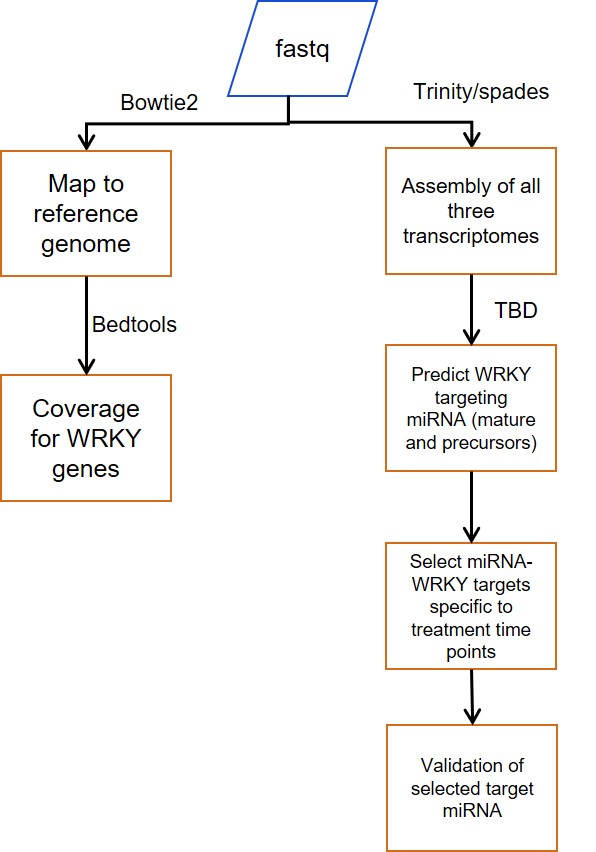 fastq
Bowtie2
Trinity/spades
Map to
reference
genome
Assembly of all
three
transcriptomes
Bedtools
TBD
Coverage
for WRKY
genes
Predict WRKY
targeting
miRNA (mature
and precursors)
Select miRNA-
WRKY targets
specific to
treatment time
points
Validation of
selected target
miRNA